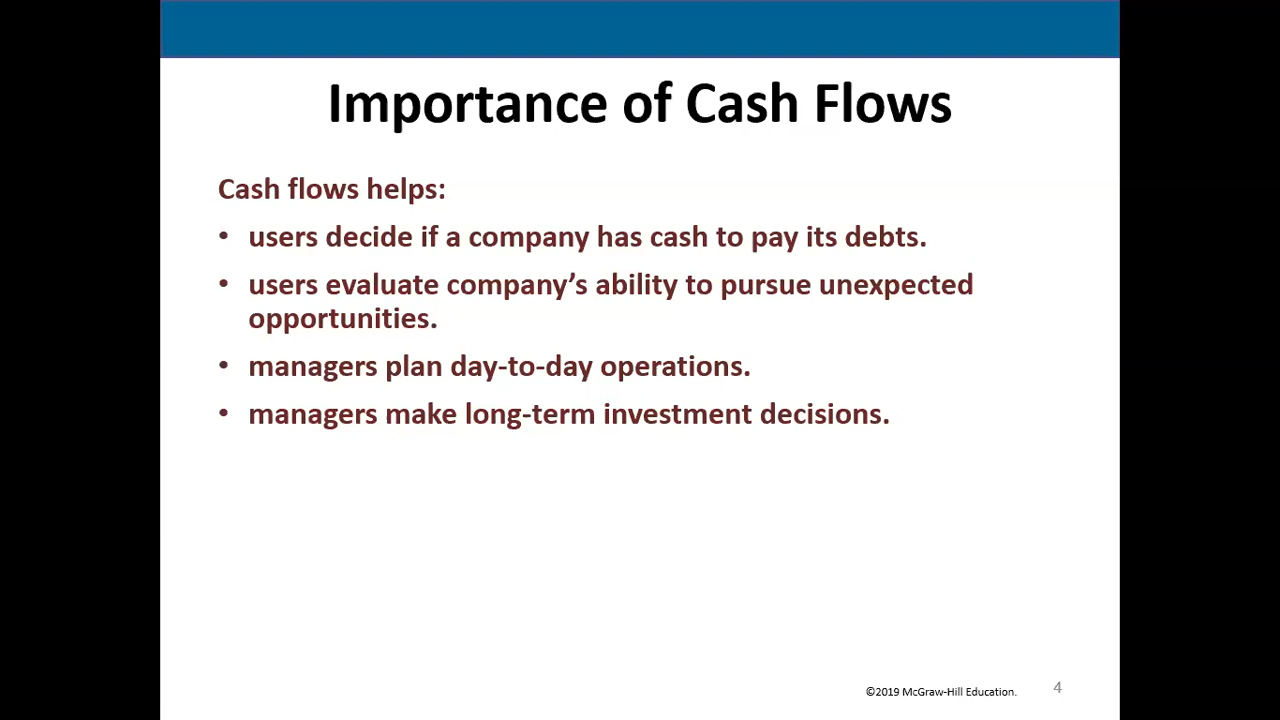 Importance of Cash Flows
Cash flows helps:
• users decide if a company has cash to pay its debts.
• users evaluate company’s ability to pursue unexpected
opportunities.
• managers plan day-to-day operations.
• managers make long-term investment decisions.
©2019 McGraw-Hill Education.
4